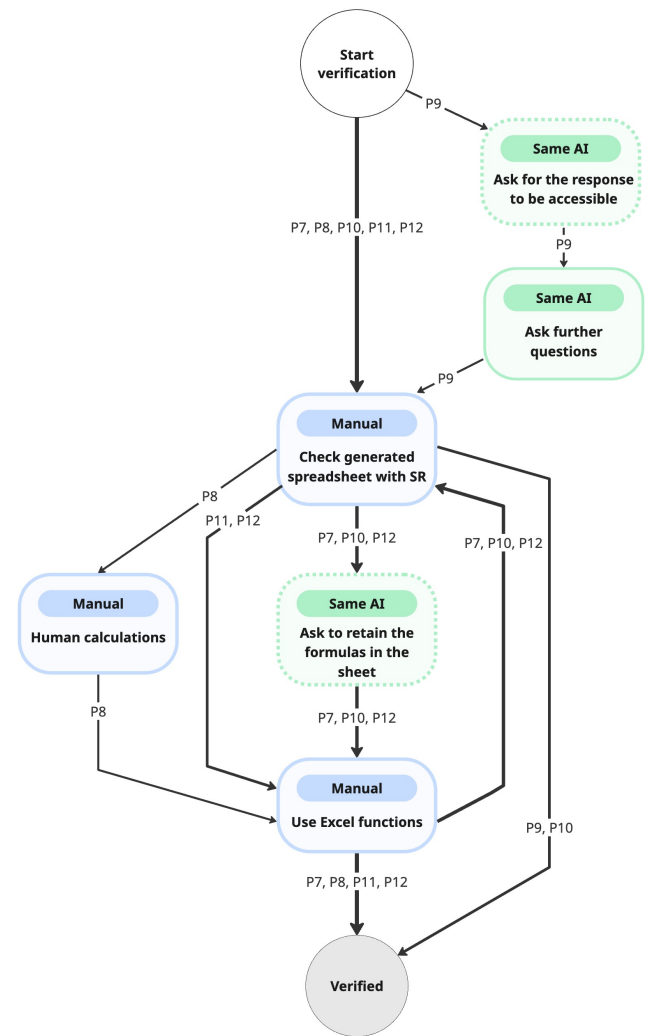 Start
verification
P9
Same AI
Ask for the response
to be accessible
P7, P8, P10, P11, P12
P9
Same AI
Ask further
questions
P9
Manual
Check generated
spreadsheet with SR
P8
P11, P12
P7, P10, P12
P7, P10, P12
Manual
Human calculations
Same AI
Ask to retain the
formulas in the
sheet
P8
P7, P10, P12
Manual
Use Excel functions
P9, P10
P7, P8, P11, P12
Verified